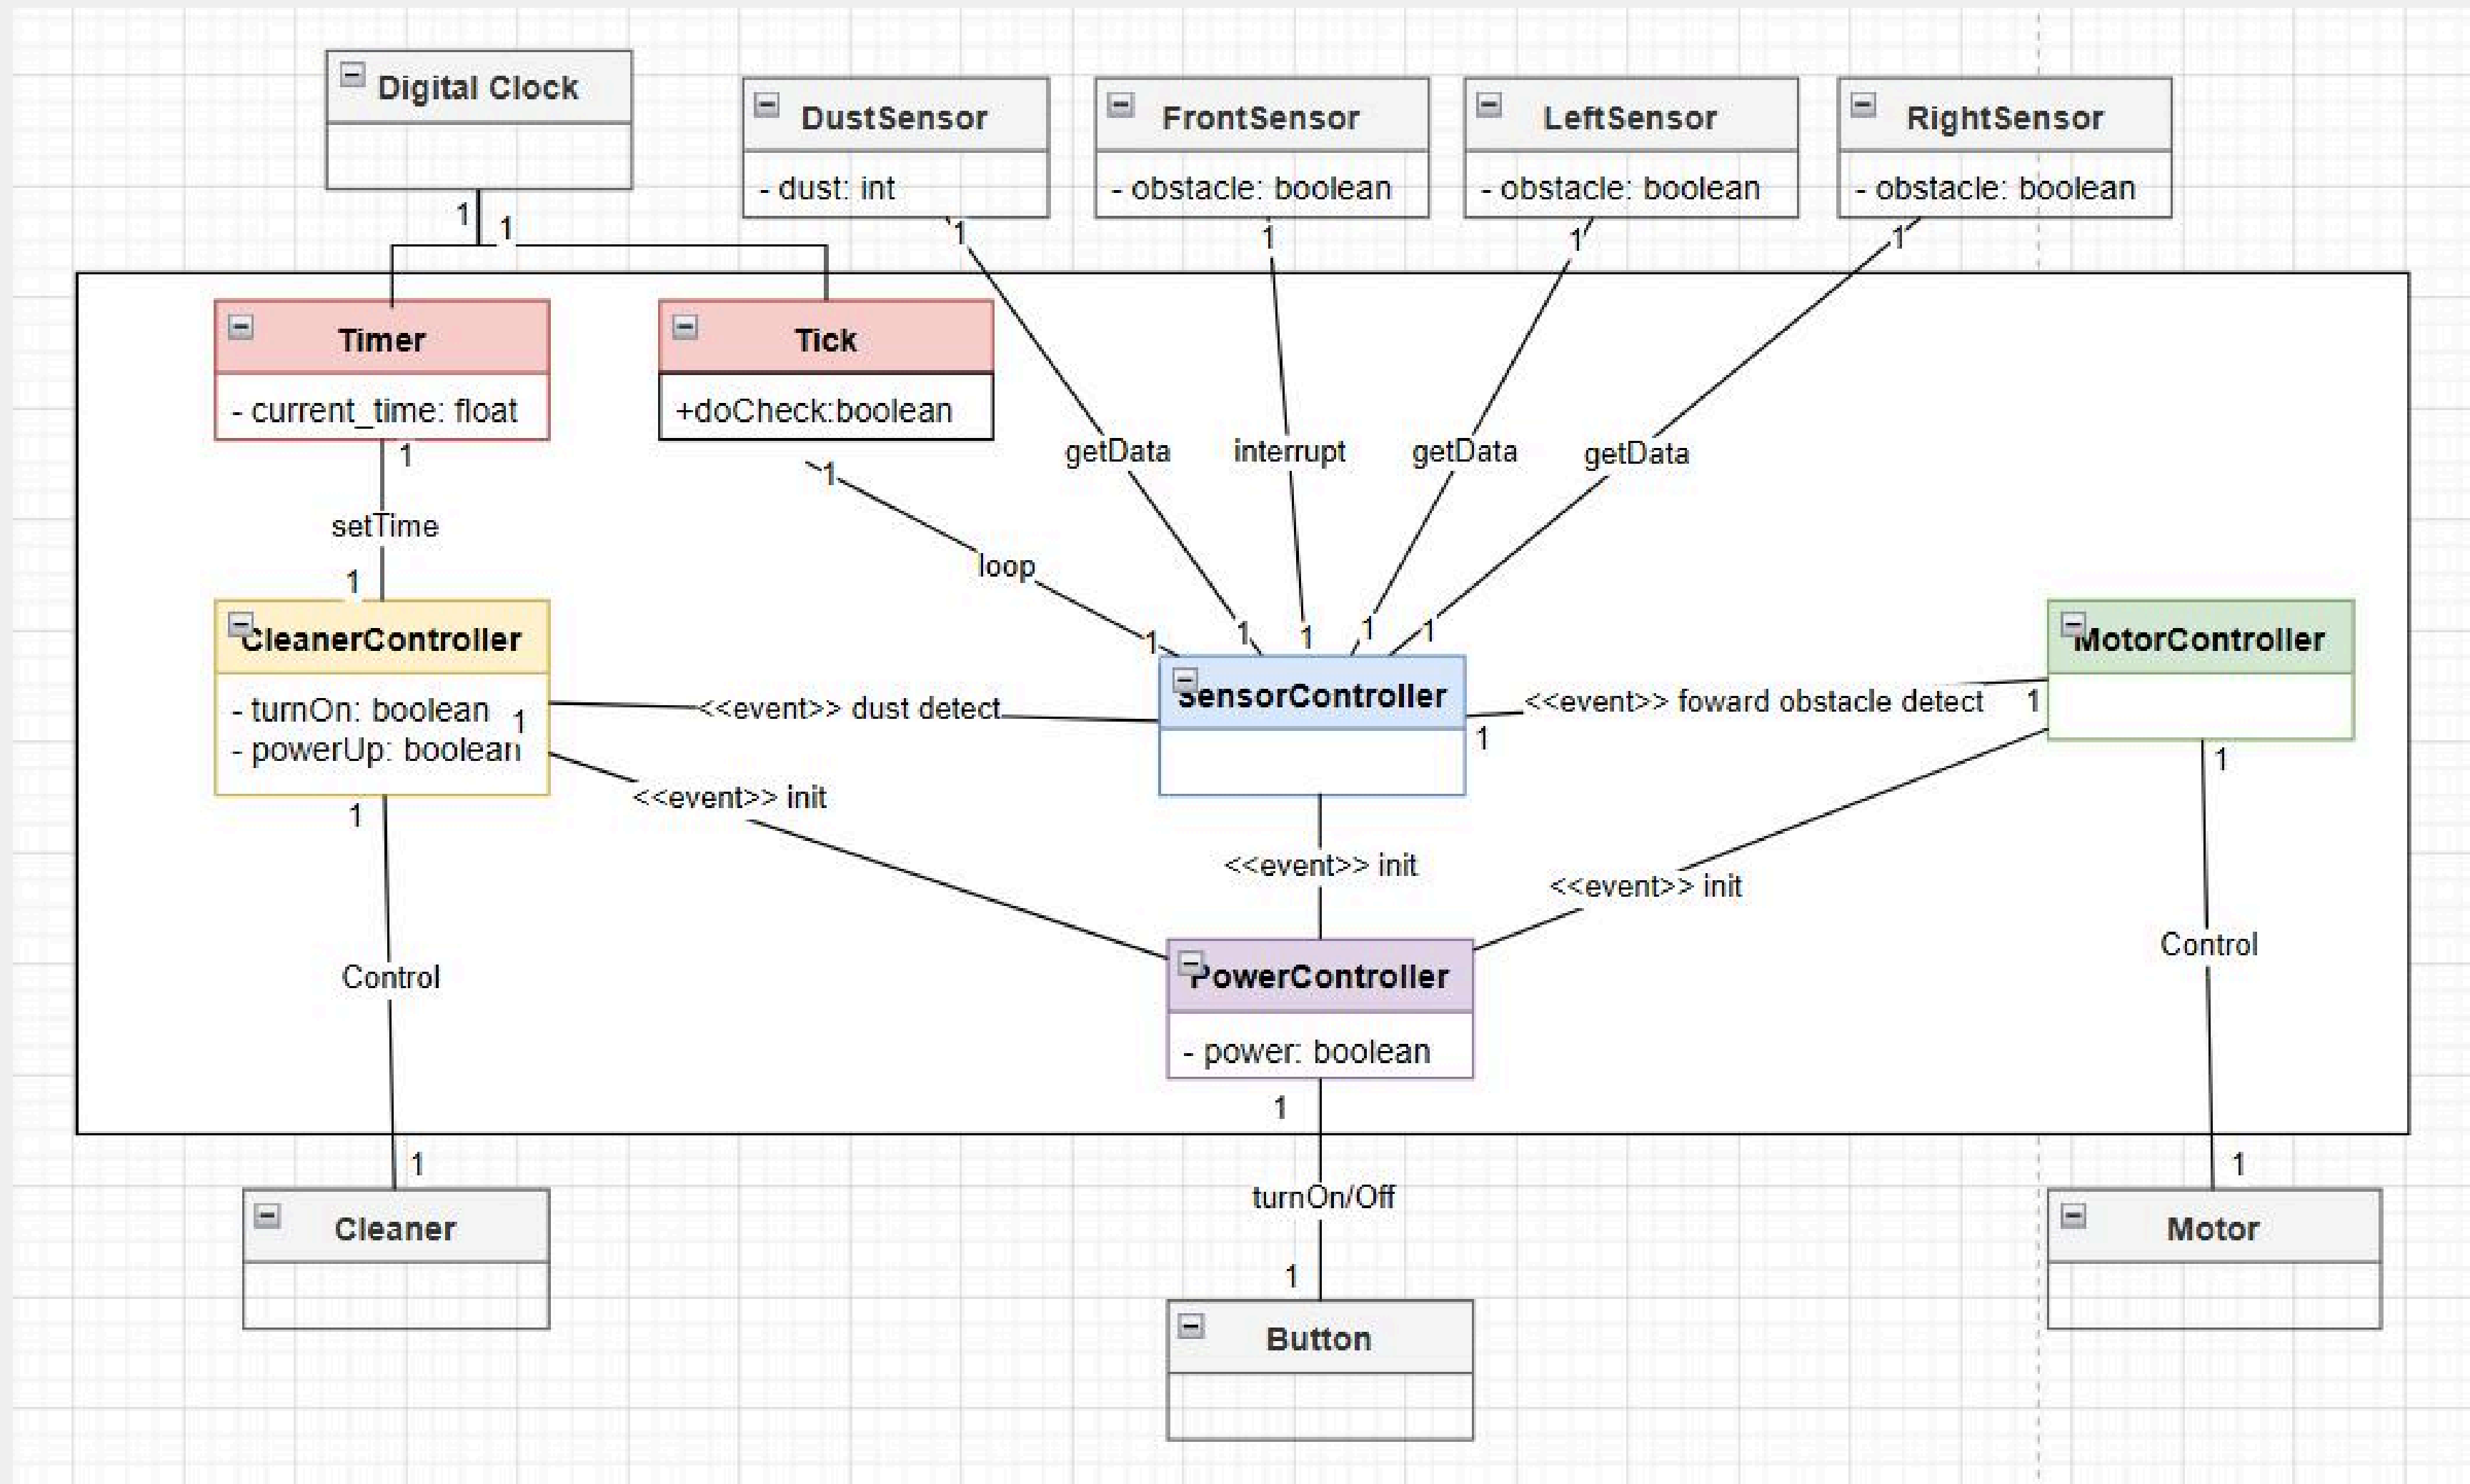 Digital Clock
DustSensor
- dust: int
FrontSensor
- obstacle: boolean
LeftSensor
- obstacle: boolean
RightSensor
- obstacle: boolean
1
1
1
1
1
1
Timer
- current_time: float
Tick
+doCheck:boolean
1
1
getData
interrupt
getData
getData
setTime
loop
1
1
1
1
1
1
CleanerController
- turnOn: boolean
- powerUp: boolean
1
<<event>> dust detect
SensorController
<<event>> foward obstacle detect
1
1
MotorController
1
1
<<event>> init
<<event>> init
<<event>> init
Control
Control
PowerController
- power: boolean
1
1
1
turnOn/Off
1
Cleaner
Button
Motor